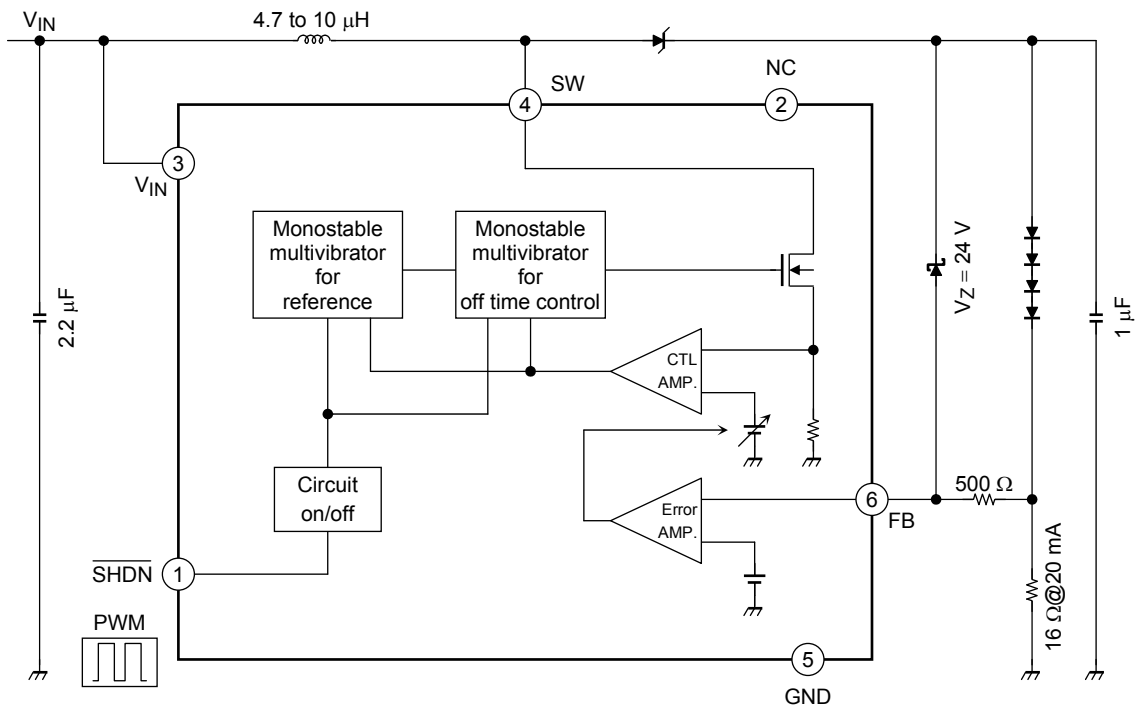 VIN
4.7 to 10 μH
SW
NC
4
2
3
VIN
Monostable
multivibrator
for
reference
Monostable
multivibrator
for
off time control
2.2 μF
VZ = 24 V
1 μF
CTL
AMP.
Circuit
on/off
Error
AMP.
6
FB
500 Ω
SHDN
1
16 Ω@20 mA
PWM
5
GND